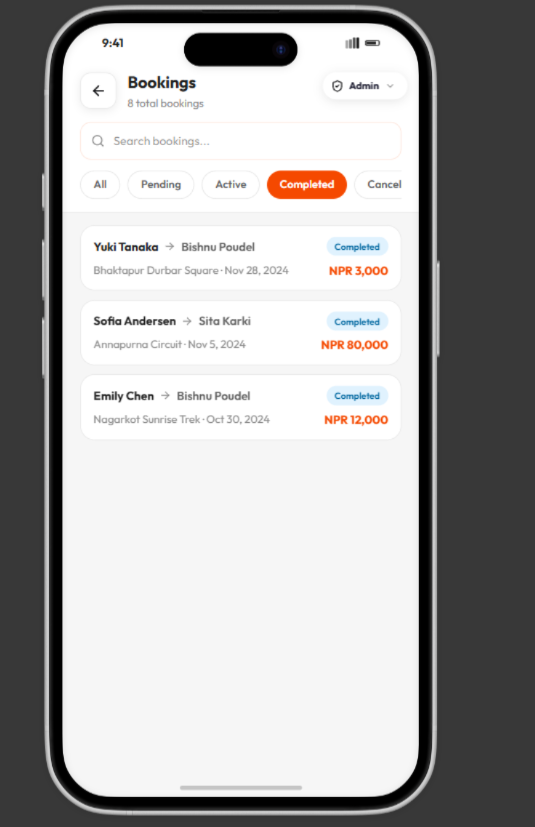 9:41
Bookings
8 total bookings
Admin
Search bookings...
All Pending Active Completed Cancel
Yuki Tanaka → Bishnu Poudel Completed
Bhaktapur Durbar Square · Nov 28, 2024 NPR 3,000
Sofia Andersen → Sita Karki Completed
Annapurna Circuit · Nov 5, 2024 NPR 80,000
Emily Chen → Bishnu Poudel Completed
Nagarkot Sunrise Trek · Oct 30, 2024 NPR 12,000